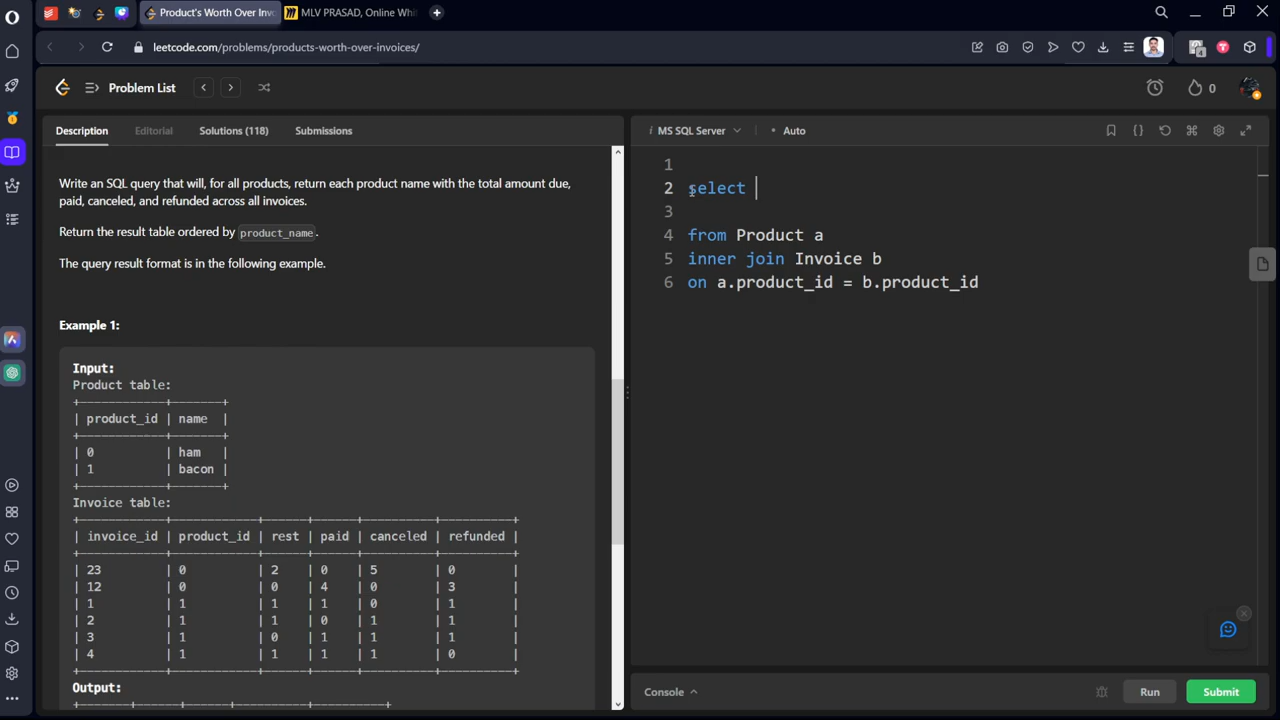 Product's Worth Over Invo
MLV PRASAD, Online Whit
leetcode.com/problems/products-worth-over-invoices/
Problem List
0
Description
Editorial
Solutions (118)
Submissions
Write an SQL query that will, for all products, return each product name with the total amount due,
paid, canceled, and refunded across all invoices.
Return the result table ordered by product_name.
The query result format is in the following example.
Example 1:
Input:
Product table:
+------------+-------+
| product_id | name |
+------------+-------+
| 0 | ham |
| 1 | bacon |
+------------+-------+
Invoice table:
+------------+------------+------+------+----------+----------+
| invoice_id | product_id | rest | paid | canceled | refunded |
+------------+------------+------+------+----------+----------+
| 23 | 0 | 2 | 0 | 5 | 0 |
| 12 | 0 | 0 | 4 | 0 | 3 |
| 1 | 1 | 1 | 1 | 0 | 1 |
| 2 | 1 | 1 | 0 | 1 | 1 |
| 3 | 1 | 0 | 1 | 1 | 1 |
| 4 | 1 | 1 | 1 | 1 | 0 |
+------------+------------+------+------+----------+----------+
Output:
+-------+------+------+----------+----------+
i MS SQL Server
• Auto
1
2 select
3
4 from Product a
5 inner join Invoice b
6 on a.product_id = b.product_id
Console
Run
Submit